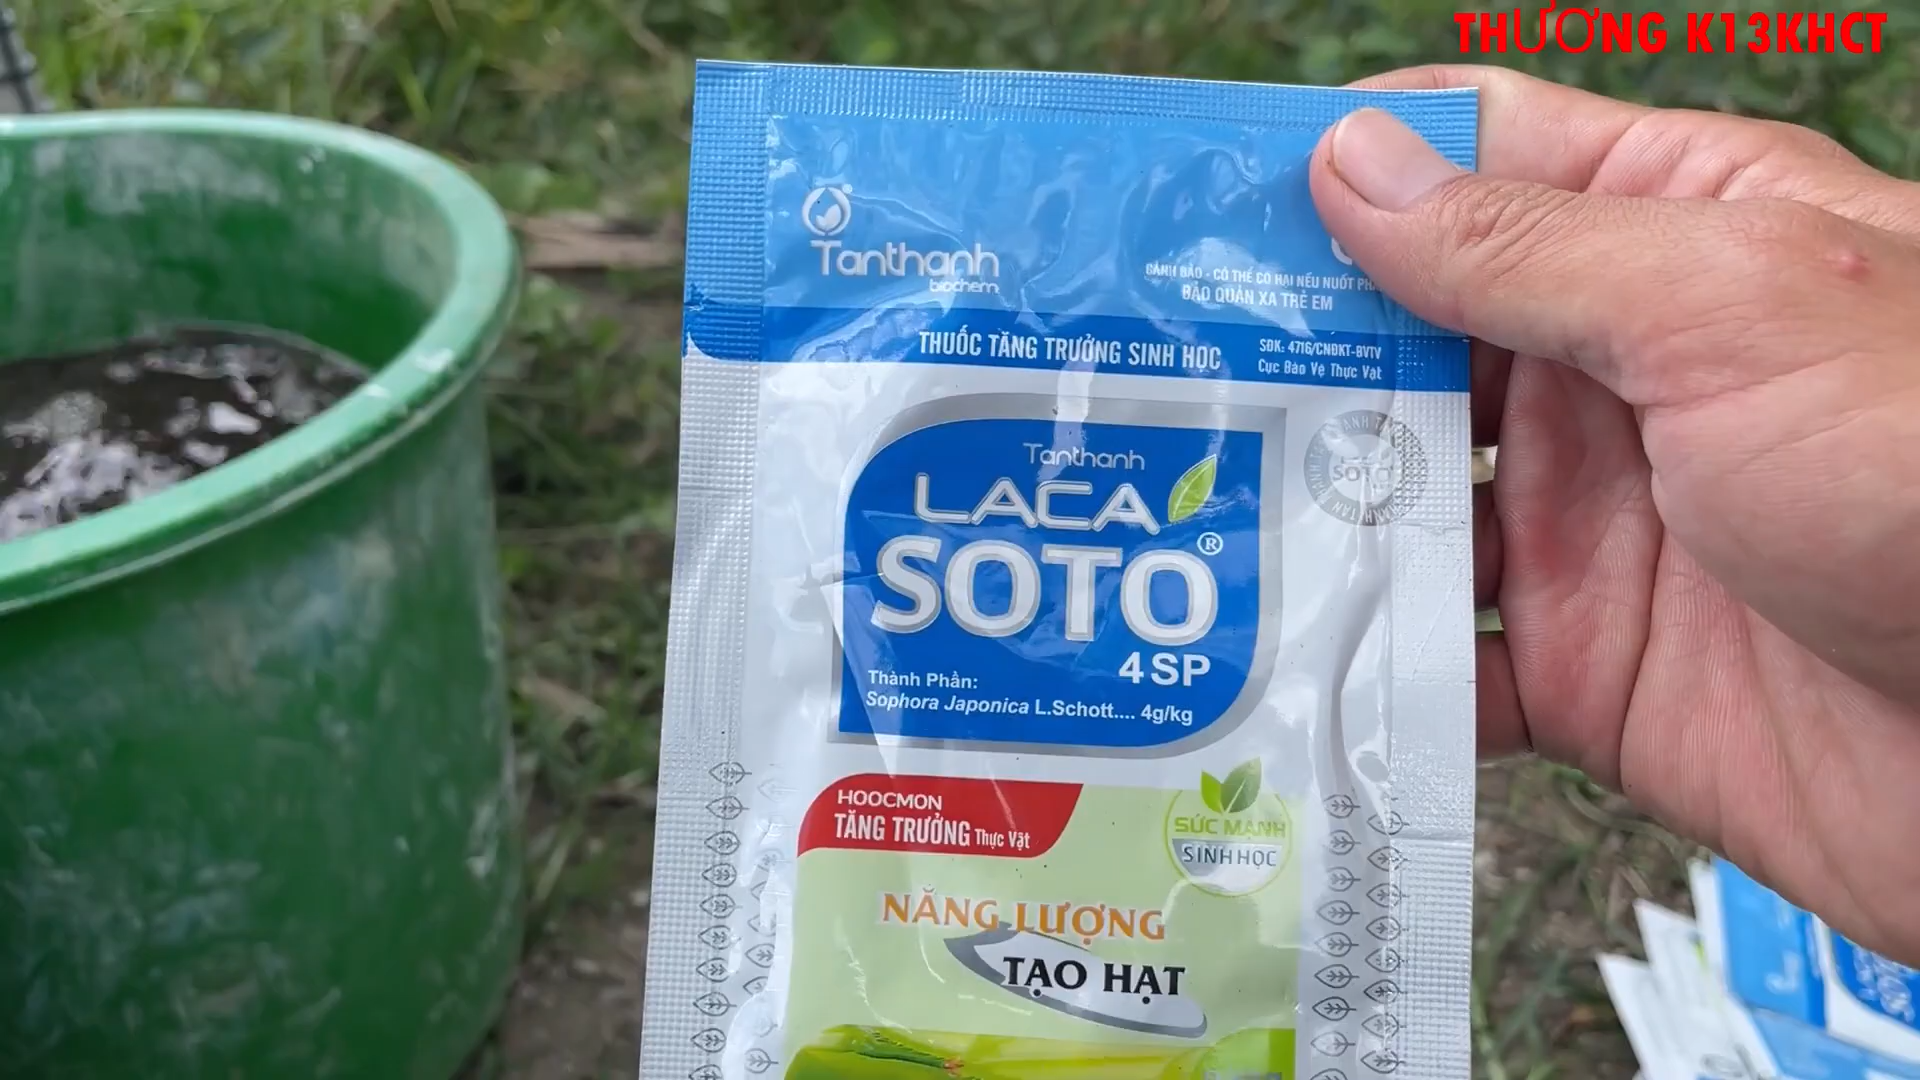 THƯƠNG K13KHCT
Tanthanh
biochem
CẢNH BÁO - CÓ THỂ CÓ HẠI NẾU NUỐT
BẢO QUẢN XA TRẺ EM
THUỐC TĂNG TRƯỞNG SINH HỌC
SĐK: 4716/CNĐKT-BVTV
Cục Bảo Vệ Thực Vật
Tanthanh
LACA
SOTO®
4SP
Thành Phần:
Sophora Japonica L.Schott.... 4g/kg
SOTO
HOOCMON
TĂNG TRƯỞNG Thực Vật
SỨC MẠNH
SINH HỌC
NĂNG LƯỢNG
TẠO HẠT